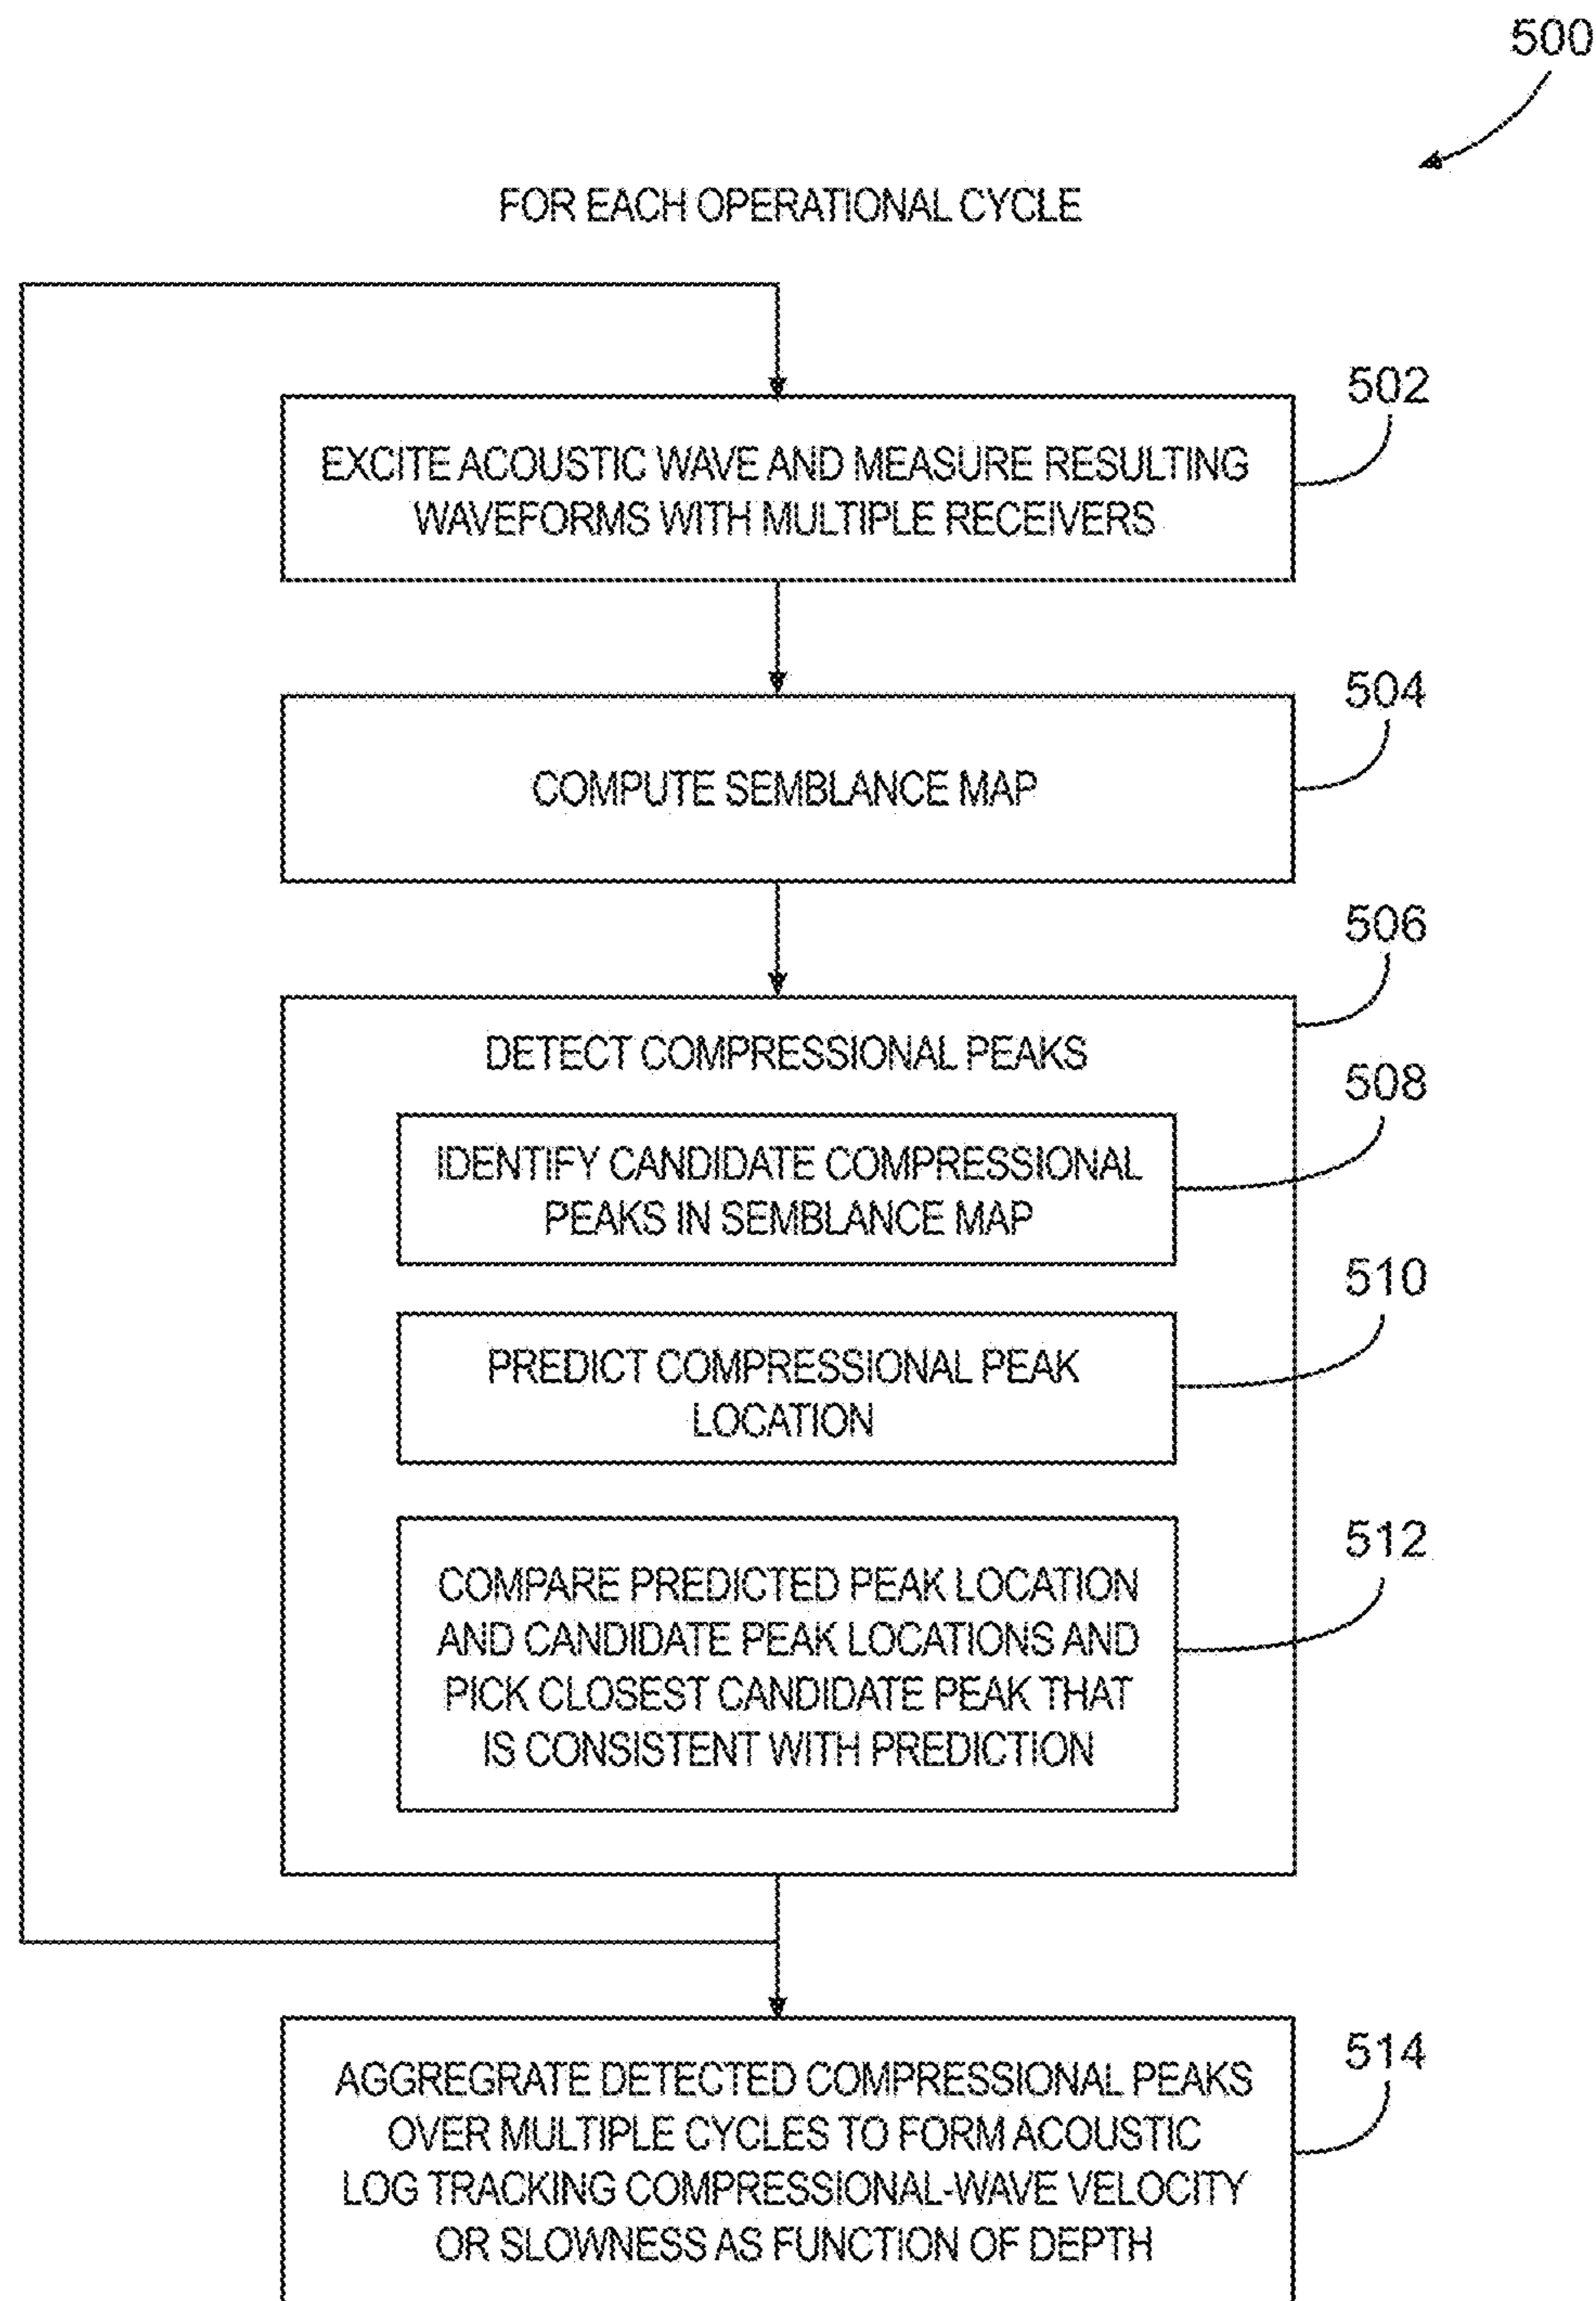 500
FOR EACH OPERATIONAL CYCLE
502
EXCITE ACOUSTIC WAVE AND MEASURE RESULTING
WAVEFORMS WITH MULTIPLE RECEIVERS
504
COMPUTE SEMBLANCE MAP
506
DETECT COMPRESSIONAL PEAKS
508
IDENTIFY CANDIDATE COMPRESSIONAL
PEAKS IN SEMBLANCE MAP
510
PREDICT COMPRESSIONAL PEAK
LOCATION
512
COMPARE PREDICTED PEAK LOCATION
AND CANDIDATE PEAK LOCATIONS AND
PICK CLOSEST CANDIDATE PEAK THAT
IS CONSISTENT WITH PREDICTION
514
AGGREGRATE DETECTED COMPRESSIONAL PEAKS
OVER MULTIPLE CYCLES TO FORM ACOUSTIC
LOG TRACKING COMPRESSIONAL-WAVE VELOCITY
OR SLOWNESS AS FUNCTION OF DEPTH